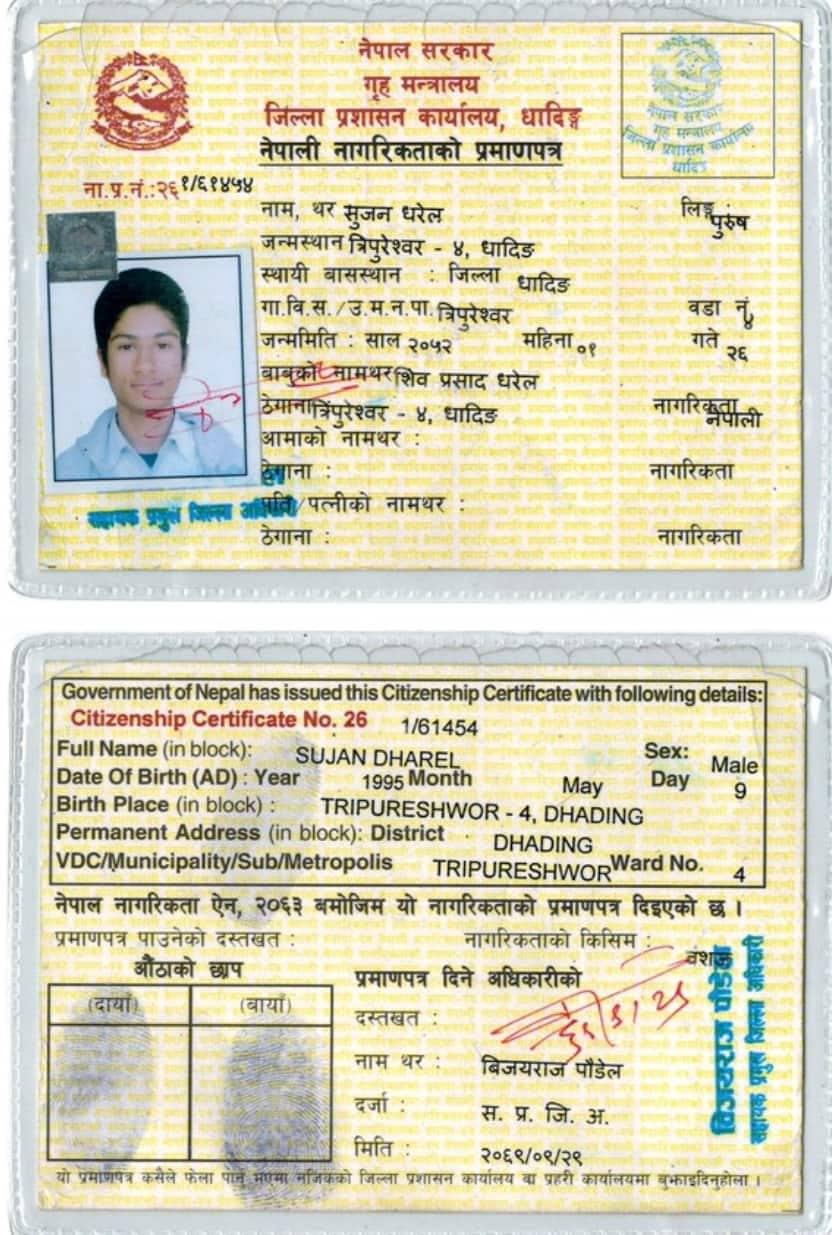 नेपाल सरकार
गृह मन्त्रालय
जिल्ला प्रशासन कार्यालय, धादिङ्ग
नेपाली नागरिकताको प्रमाणपत्र
नेपाल सरकार
गृह मन्त्रालय
जिल्ला प्रशासन कार्यालय
धादिङ
ना.प्र.नं.:२६ १/६१४५४
नाम, थर सुजन धरेल लिङ्ग पुरुष
जन्मस्थान त्रिपुरेश्वर - ४, धादिङ
स्थायी बासस्थान : जिल्ला धादिङ
गा.वि.स./उ.म.न.पा. त्रिपुरेश्वर वडा नं. ४
जन्ममिति : साल २०५२ महिना ०१ गते २६
बाबुको नामथर शिव प्रसाद धरेल
ठेगाना त्रिपुरेश्वर - ४, धादिङ नागरिकता नेपाली
आमाको नामथर :
ठेगाना : नागरिकता
पति/पत्नीको नामथर :
ठेगाना : नागरिकता
सहायक प्रमुख जिल्ला अधिकारी
Government of Nepal has issued this Citizenship Certificate with following details:
Citizenship Certificate No. 26 1/61454
Full Name (in block): SUJAN DHAREL Sex: Male
Date Of Birth (AD) : Year 1995 Month May Day 9
Birth Place (in block) : TRIPURESHWOR - 4, DHADING
Permanent Address (in block): District DHADING
VDC/Municipality/Sub/Metropolis TRIPURESHWOR Ward No. 4
नेपाल नागरिकता ऐन, २०६३ बमोजिम यो नागरिकताको प्रमाणपत्र दिइएको छ ।
प्रमाणपत्र पाउनेको दस्तखत : नागरिकताको किसिम : वंशज
औंठाको छाप प्रमाणपत्र दिने अधिकारीको
(दायाँ) (बायाँ)
दस्तखत :
नाम थर : बिजयराज पौडेल
दर्जा : स. प्र. जि. अ.
मिति : २०६९/०९/२९
बिजयराज पौडेल
सहायक प्रमुख जिल्ला अधिकारी
यो प्रमाणपत्र कसैले फेला पारे भएमा नजिकको जिल्ला प्रशासन कार्यालय वा प्रहरी कार्यालयमा बुझाइदिनुहोला ।